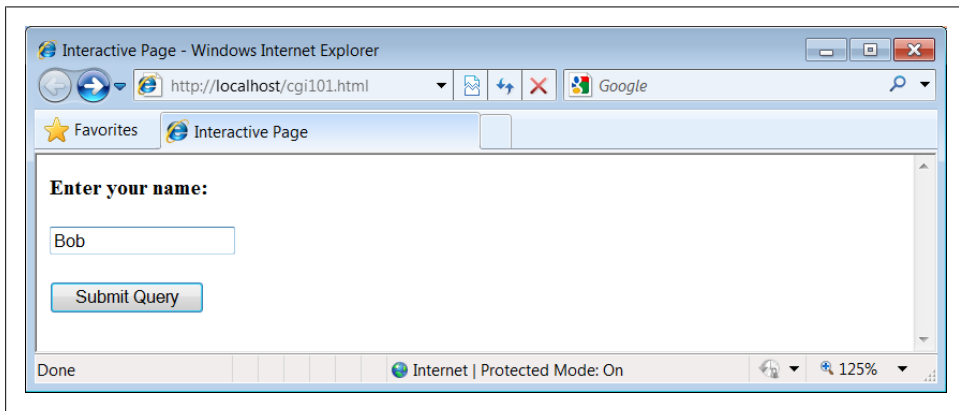 Interactive Page - Windows Internet Explorer
http://localhost/cgi101.html Google
Favorites Interactive Page
Enter your name:
Bob
Submit Query
Done Internet | Protected Mode: On 125%